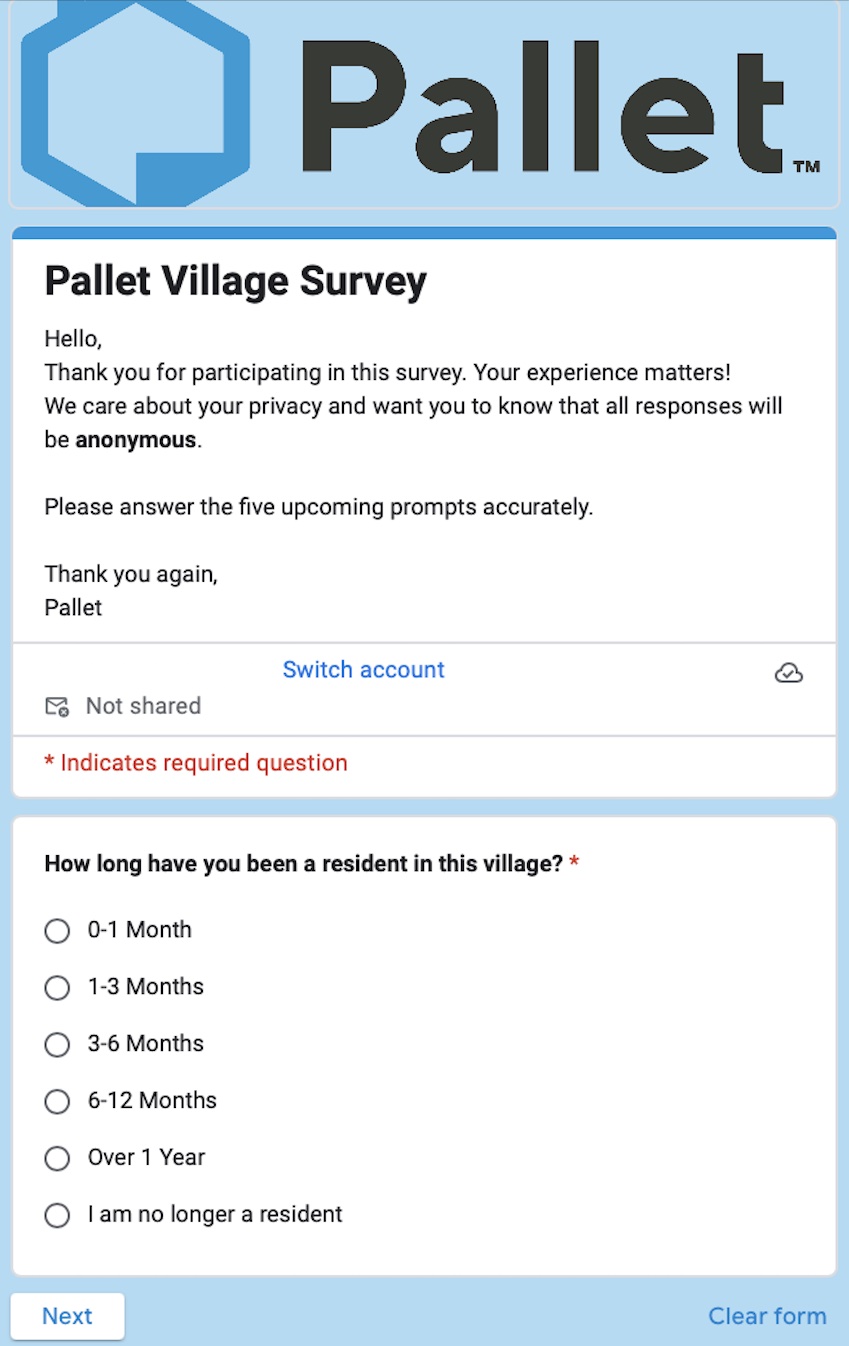 Pallet™
Pallet Village Survey
Hello,
Thank you for participating in this survey. Your experience matters!
We care about your privacy and want you to know that all responses will
be anonymous.
Please answer the five upcoming prompts accurately.
Thank you again,
Pallet
Switch account
Not shared
* Indicates required question
How long have you been a resident in this village? *
0-1 Month
1-3 Months
3-6 Months
6-12 Months
Over 1 Year
I am no longer a resident
Next
Clear form